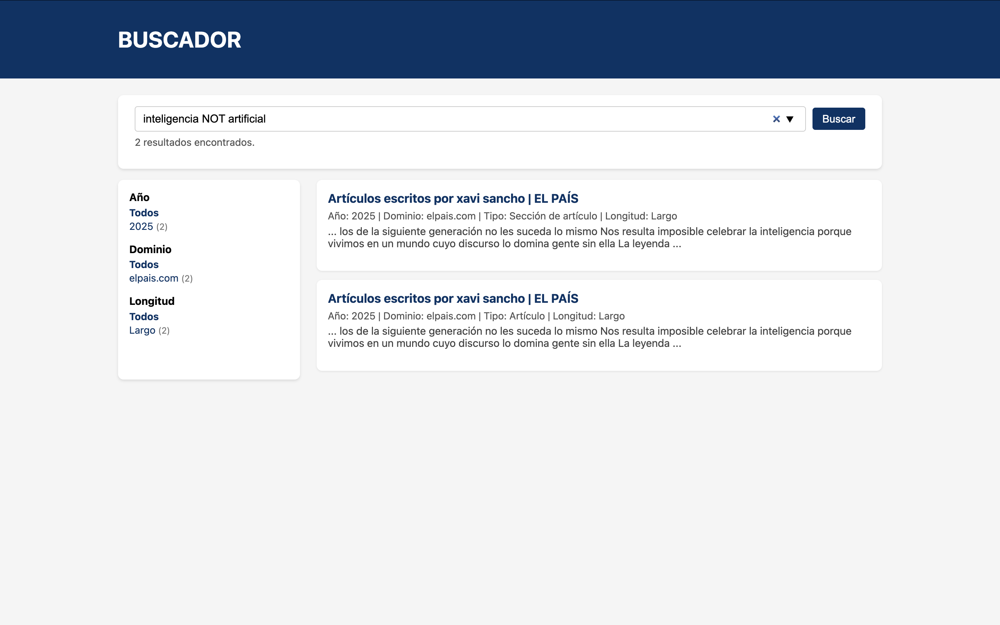 BUSCADOR
inteligencia NOT artificial
Buscar
2 resultados encontrados.
Año
Todos
2025 (2)
Dominio
Todos
elpais.com (2)
Longitud
Todos
Largo (2)
Artículos escritos por xavi sancho | EL PAÍS
Año: 2025 | Dominio: elpais.com | Tipo: Sección de artículo | Longitud: Largo
... los de la siguiente generación no les suceda lo mismo Nos resulta imposible celebrar la inteligencia porque
vivimos en un mundo cuyo discurso lo domina gente sin ella La leyenda ...
Artículos escritos por xavi sancho | EL PAÍS
Año: 2025 | Dominio: elpais.com | Tipo: Artículo | Longitud: Largo
... los de la siguiente generación no les suceda lo mismo Nos resulta imposible celebrar la inteligencia porque
vivimos en un mundo cuyo discurso lo domina gente sin ella La leyenda ...